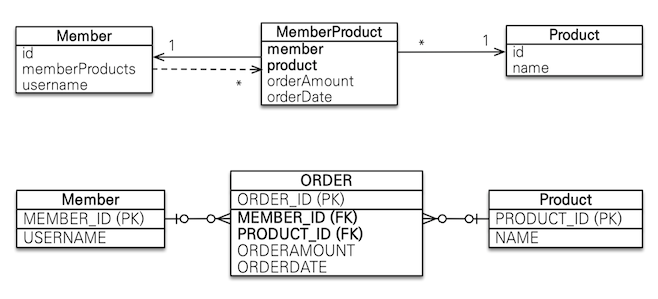 Member
id
memberProducts
username
1
*
MemberProduct
member
product
orderAmount
orderDate
*
1
Product
id
name
Member
MEMBER_ID (PK)
USERNAME
ORDER
ORDER_ID (PK)
MEMBER_ID (FK)
PRODUCT_ID (FK)
ORDERAMOUNT
ORDERDATE
Product
PRODUCT_ID (PK)
NAME